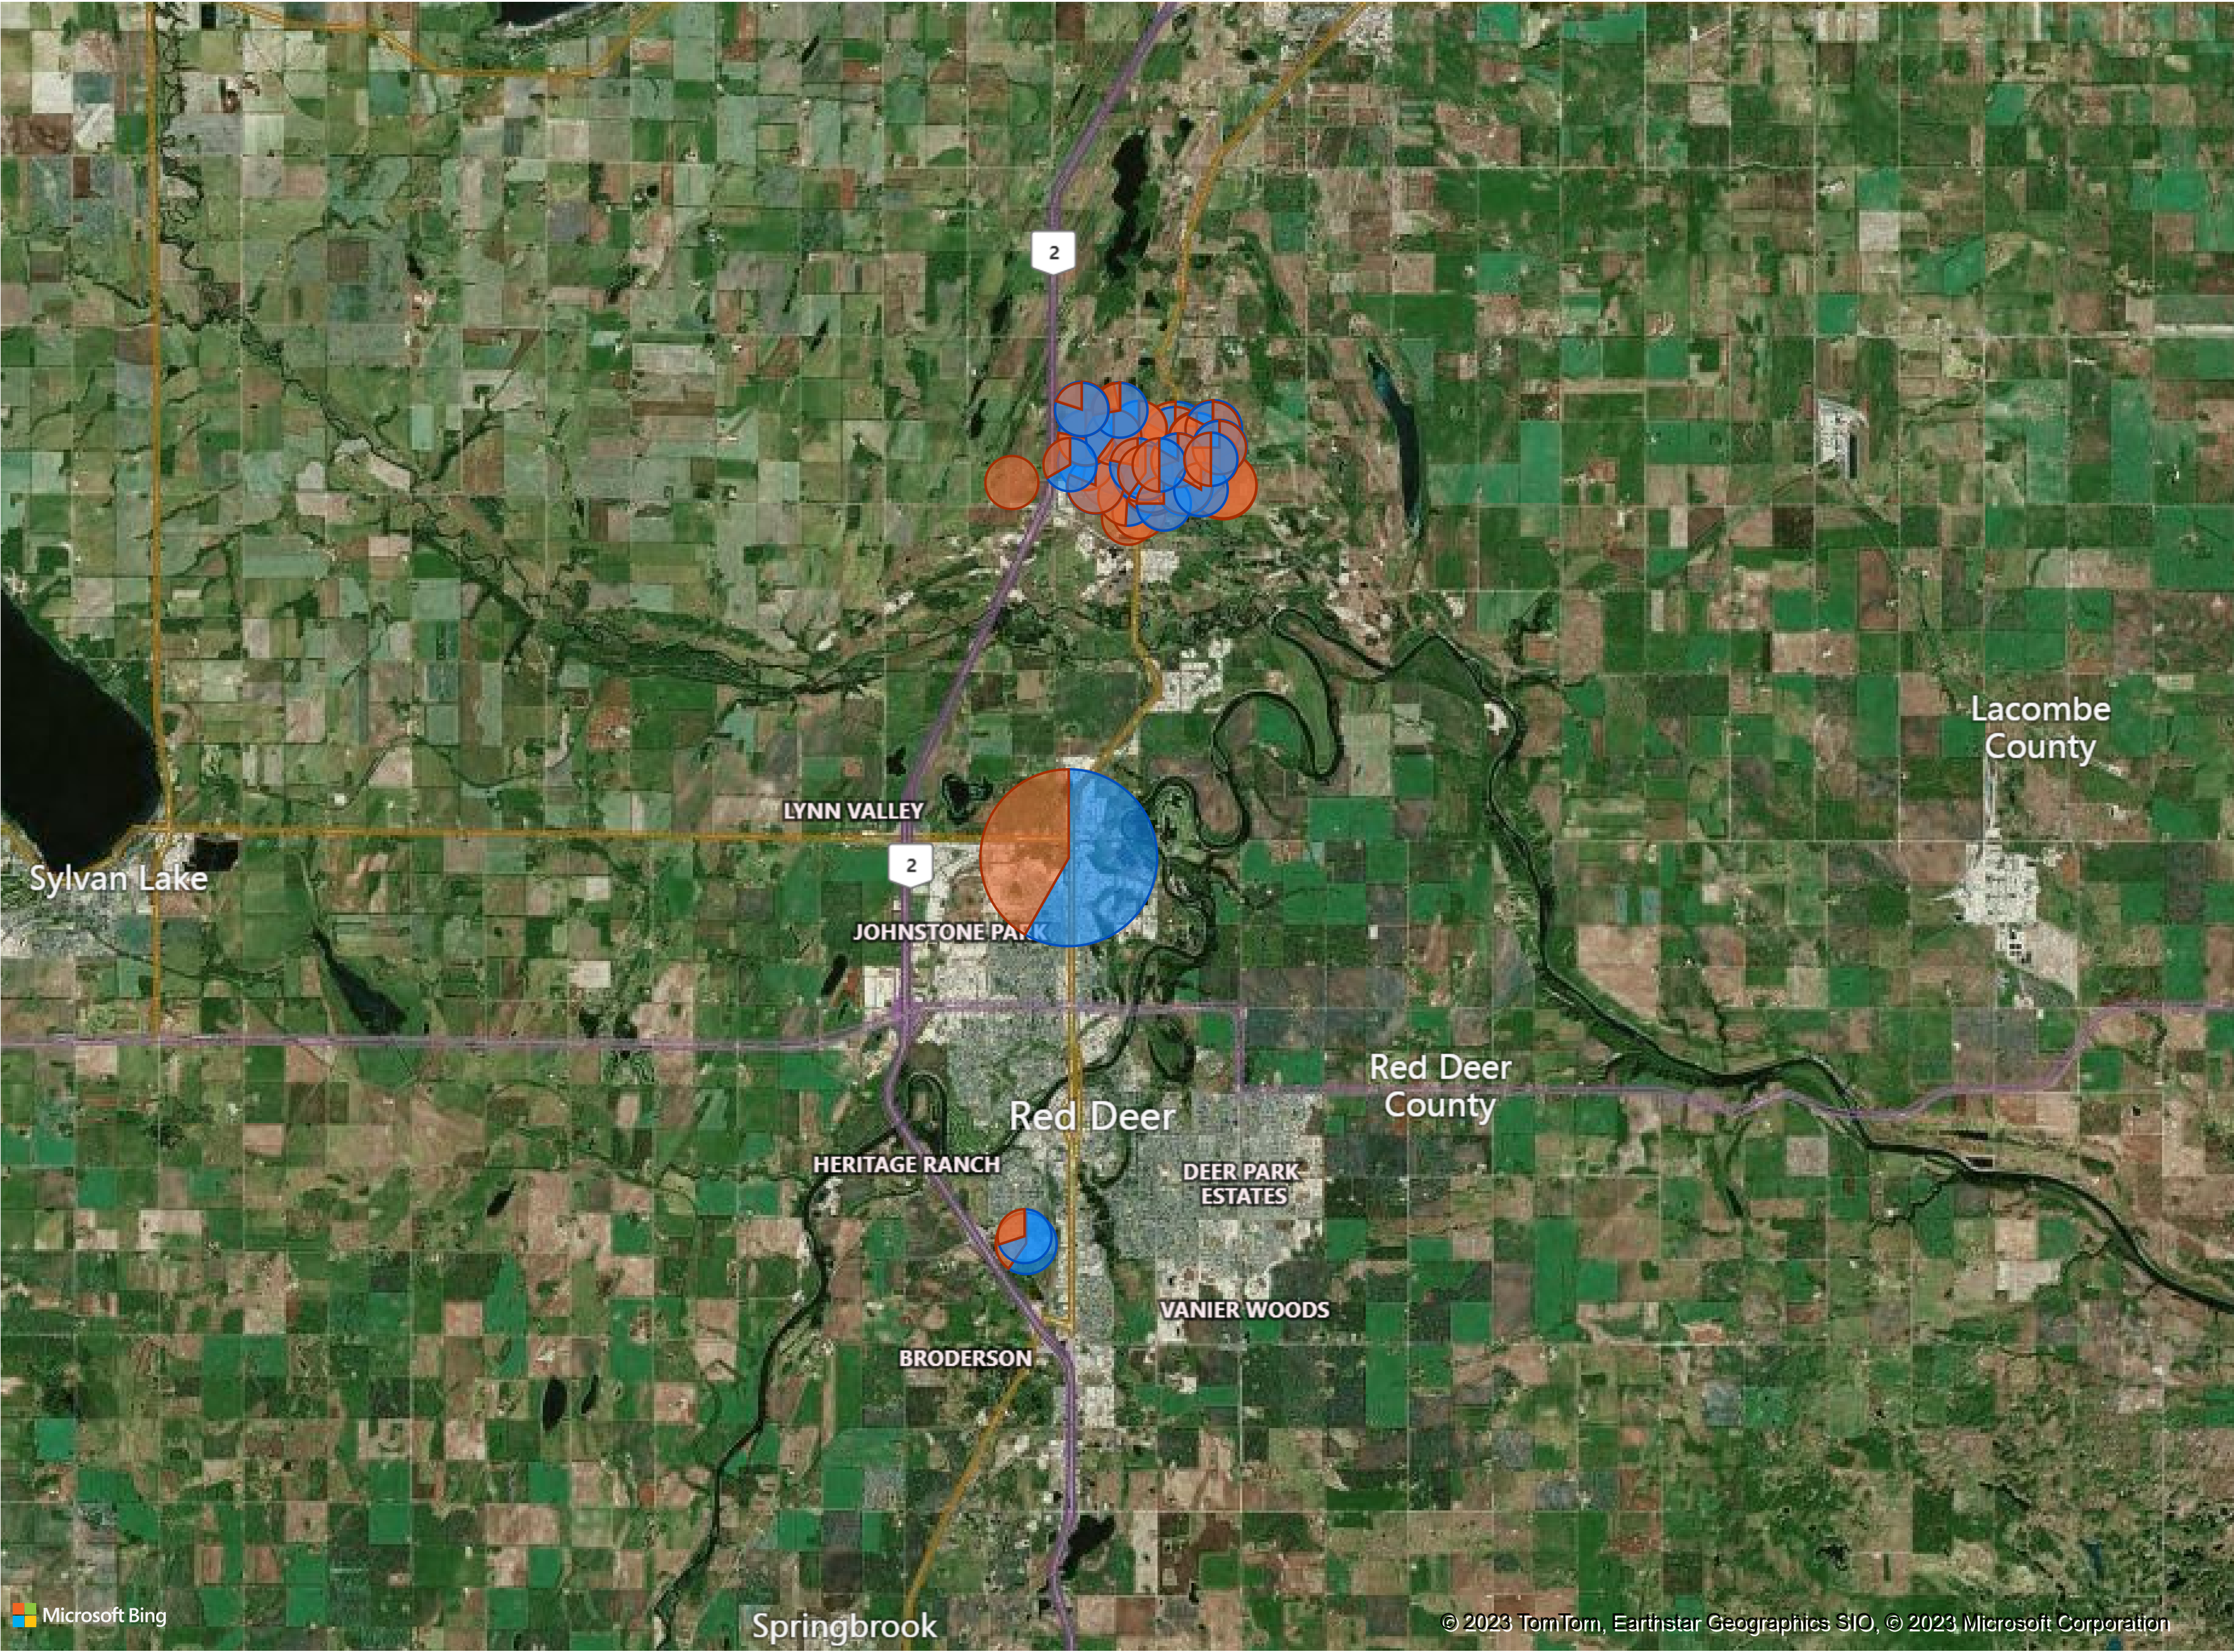 2
Lacombe
County
LYNN VALLEY
2
Sylvan Lake
JOHNSTONE PARK
Red Deer
County
Red Deer
HERITAGE RANCH
DEER PARK
ESTATES
VANIER WOODS
BRODERSON
Microsoft Bing
Springbrook
© 2023 TomTom, Earthstar Geographics SIO, © 2023 Microsoft Corporation